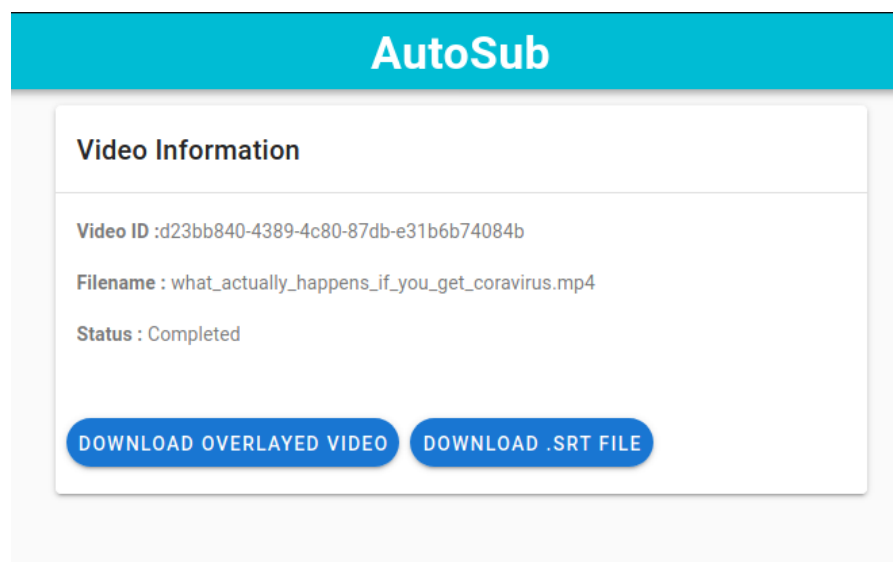 AutoSub
Video Information
Video ID :d23bb840-4389-4c80-87db-e31b6b74084b
Filename : what_actually_happens_if_you_get_coravirus.mp4
Status : Completed
DOWNLOAD OVERLAYED VIDEO DOWNLOAD .SRT FILE